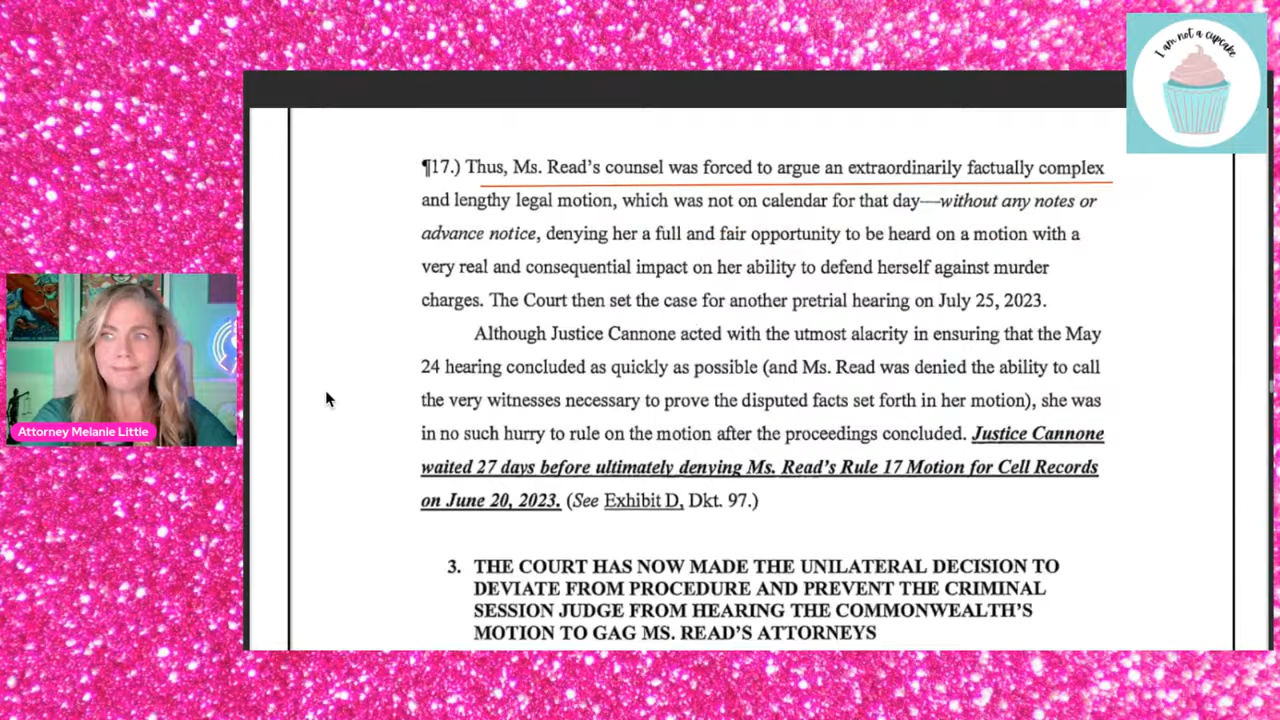 I am not a cupcake
¶17.) Thus, Ms. Read's counsel was forced to argue an extraordinarily factually complex
and lengthy legal motion, which was not on calendar for that day—without any notes or
advance notice, denying her a full and fair opportunity to be heard on a motion with a
very real and consequential impact on her ability to defend herself against murder
charges. The Court then set the case for another pretrial hearing on July 25, 2023.
Although Justice Cannone acted with the utmost alacrity in ensuring that the May
24 hearing concluded as quickly as possible (and Ms. Read was denied the ability to call
the very witnesses necessary to prove the disputed facts set forth in her motion), she was
in no such hurry to rule on the motion after the proceedings concluded. Justice Cannone
waited 27 days before ultimately denying Ms. Read's Rule 17 Motion for Cell Records
on June 20, 2023. (See Exhibit D, Dkt. 97.)
3. THE COURT HAS NOW MADE THE UNILATERAL DECISION TO
DEVIATE FROM PROCEDURE AND PREVENT THE CRIMINAL
SESSION JUDGE FROM HEARING THE COMMONWEALTH'S
MOTION TO GAG MS. READ'S ATTORNEYS
Attorney Melanie Little